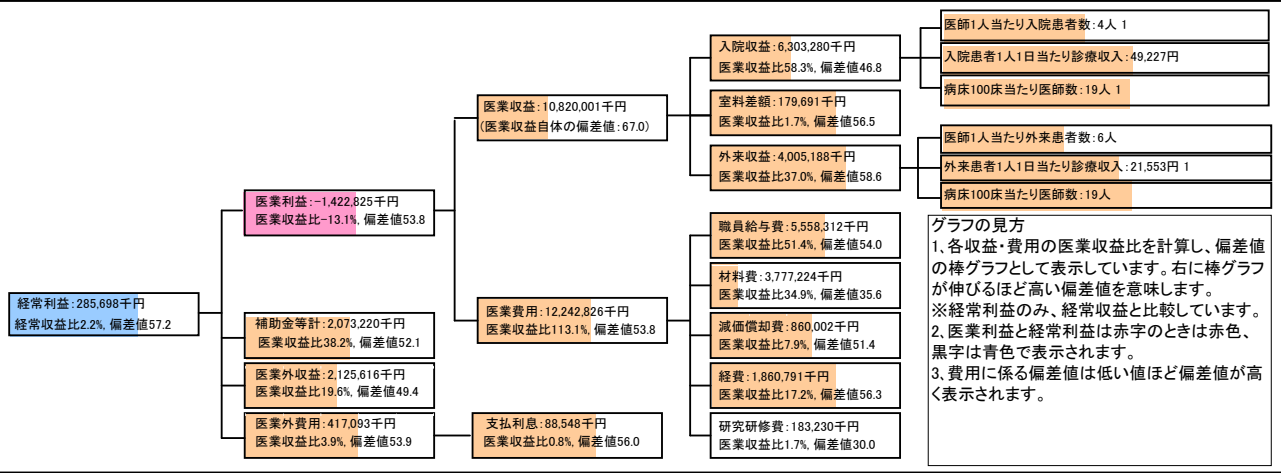 経常利益:285,698千円
経常収支比2.2%, 偏差値57.2
医業利益:-1,422,825千円
医業収益比-13.1%, 偏差値53.8
補助金等計:2,073,220千円
医業収益比38.2%, 偏差値52.1
医業外収益:2,125,616千円
医業収益比19.6%, 偏差値49.4
医業外費用:417,093千円
医業収益比3.9%, 偏差値53.9
支払利息:88,548千円
医業収益比0.8%, 偏差値56.0
医業収益:10,820,001千円
(医業収益自体の偏差値:67.0)
医業費用:12,242,826千円
医業収益比113.1%, 偏差値53.8
入院収益:6,303,280千円
医業収益比58.3%, 偏差値46.8
室料差額:179,691千円
医業収益比1.7%, 偏差値56.5
外来収益:4,005,188千円
医業収益比37.0%, 偏差値58.6
職員給与費:5,558,312千円
医業収益比51.4%, 偏差値54.0
材料費:3,777,224千円
医業収益比34.9%, 偏差値35.6
減価償却費:860,002千円
医業収益比7.9%, 偏差値51.4
経費:1,860,791千円
医業収益比17.2%, 偏差値56.3
研究研修費:183,230千円
医業収益比1.7%, 偏差値30.0
医師1人当たり入院患者数:4人 1
入院患者1人1日当たり診療収入:49,227円
病床100床当たり医師数:19人 1
医師1人当たり外来患者数:6人
外来患者1人1日当たり診療収入:21,553円 1
病床100床当たり医師数:19人
グラフの見方
1、各収益・費用の医業収益比を計算し、偏差値
の棒グラフとして表示しています。右に棒グラフ
が伸びるほど高い偏差値を意味します。
※経常利益のみ、経常収益と比較しています。
2、医業利益と経常利益は赤字のときは赤色、
黒字は青色で表示されます。
3、費用に係る偏差値は低い値ほど偏差値が高
く表示されます。